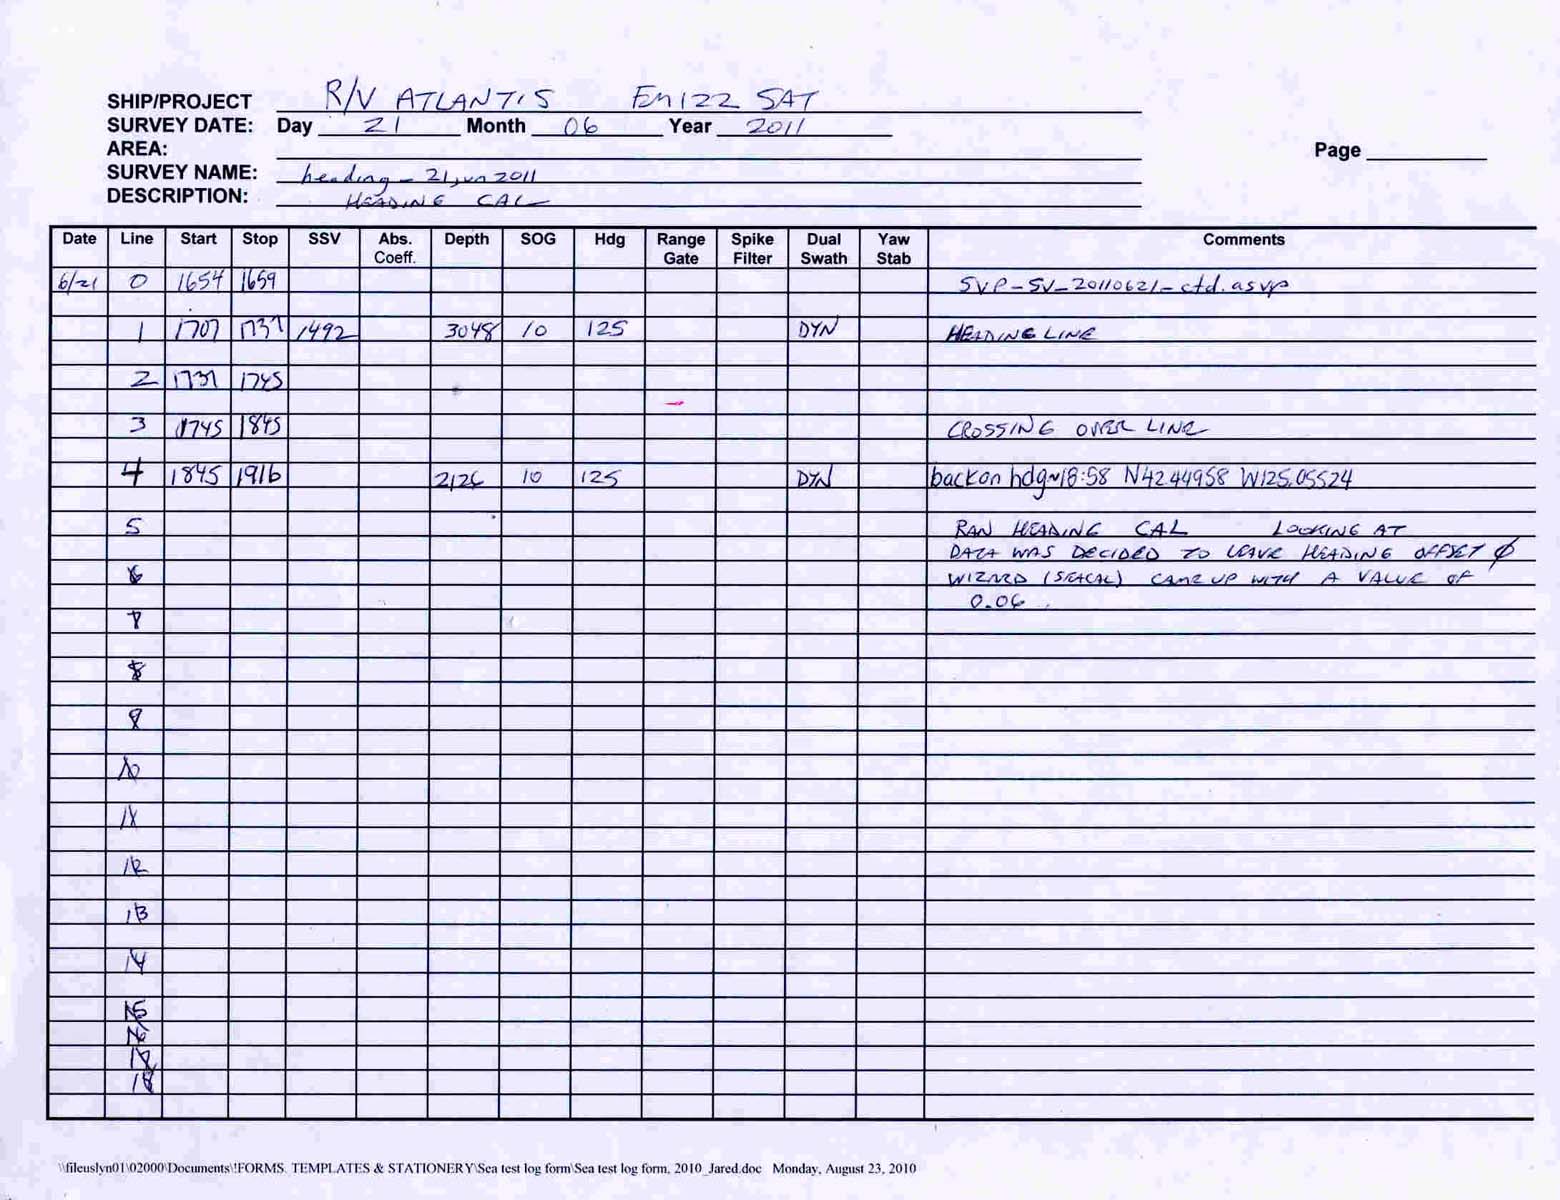 SHIP/PROJECT R/V ATLANTIS EM122 SAT
SURVEY DATE: Day 21 Month 06 Year 2011
AREA:
Page
SURVEY NAME: heading_21jun2011
DESCRIPTION: HEADING CAL
Date Line Start Stop SSV Abs. Coeff. Depth SOG Hdg Range Gate Spike Filter Dual Swath Yaw Stab Comments
6/21 0 1654 1659 SVP-SV_20110621_ctd.asvp
1 1707 1737 1492 3048 10 125 DYN HEADING LINE
2 1737 1745
3 1745 1845 CROSSING OVER LINE
4 1845 1916 2126 10 125 DYN back on hdg~18:58 N42.44958 W125.05524
5 RAN HEADING CAL LOOKING AT
DATA WAS DECIDED TO LEAVE HEADING OFFSET Ø
6 WIZARD (SEACAL) CAME UP WITH A VALUE OF
0.06
7
8
9
10
11
12
13
14
15
16
18
\\fileuslyn01\02000\Documents\!FORMS. TEMPLATES & STATIONERY\Sea test log form\Sea test log form, 2010_Jared.doc Monday, August 23, 2010